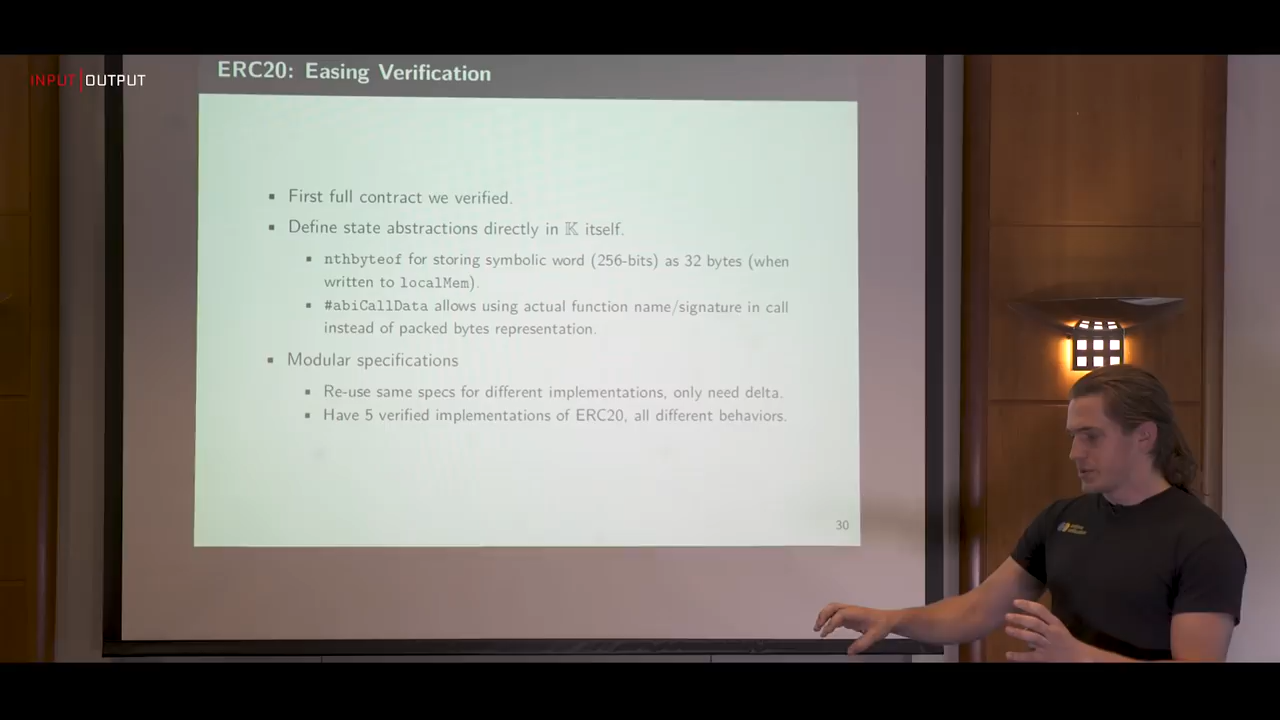 ERC20: Easing Verification
INPUT|OUTPUT
▪ First full contract we verified.
▪ Define state abstractions directly in 𝕂 itself.
▪ nthbyteof for storing symbolic word (256-bits) as 32 bytes (when
written to localMem).
▪ #abiCallData allows using actual function name/signature in call
instead of packed bytes representation.
▪ Modular specifications
▪ Re-use same specs for different implementations, only need delta.
▪ Have 5 verified implementations of ERC20, all different behaviors.
30